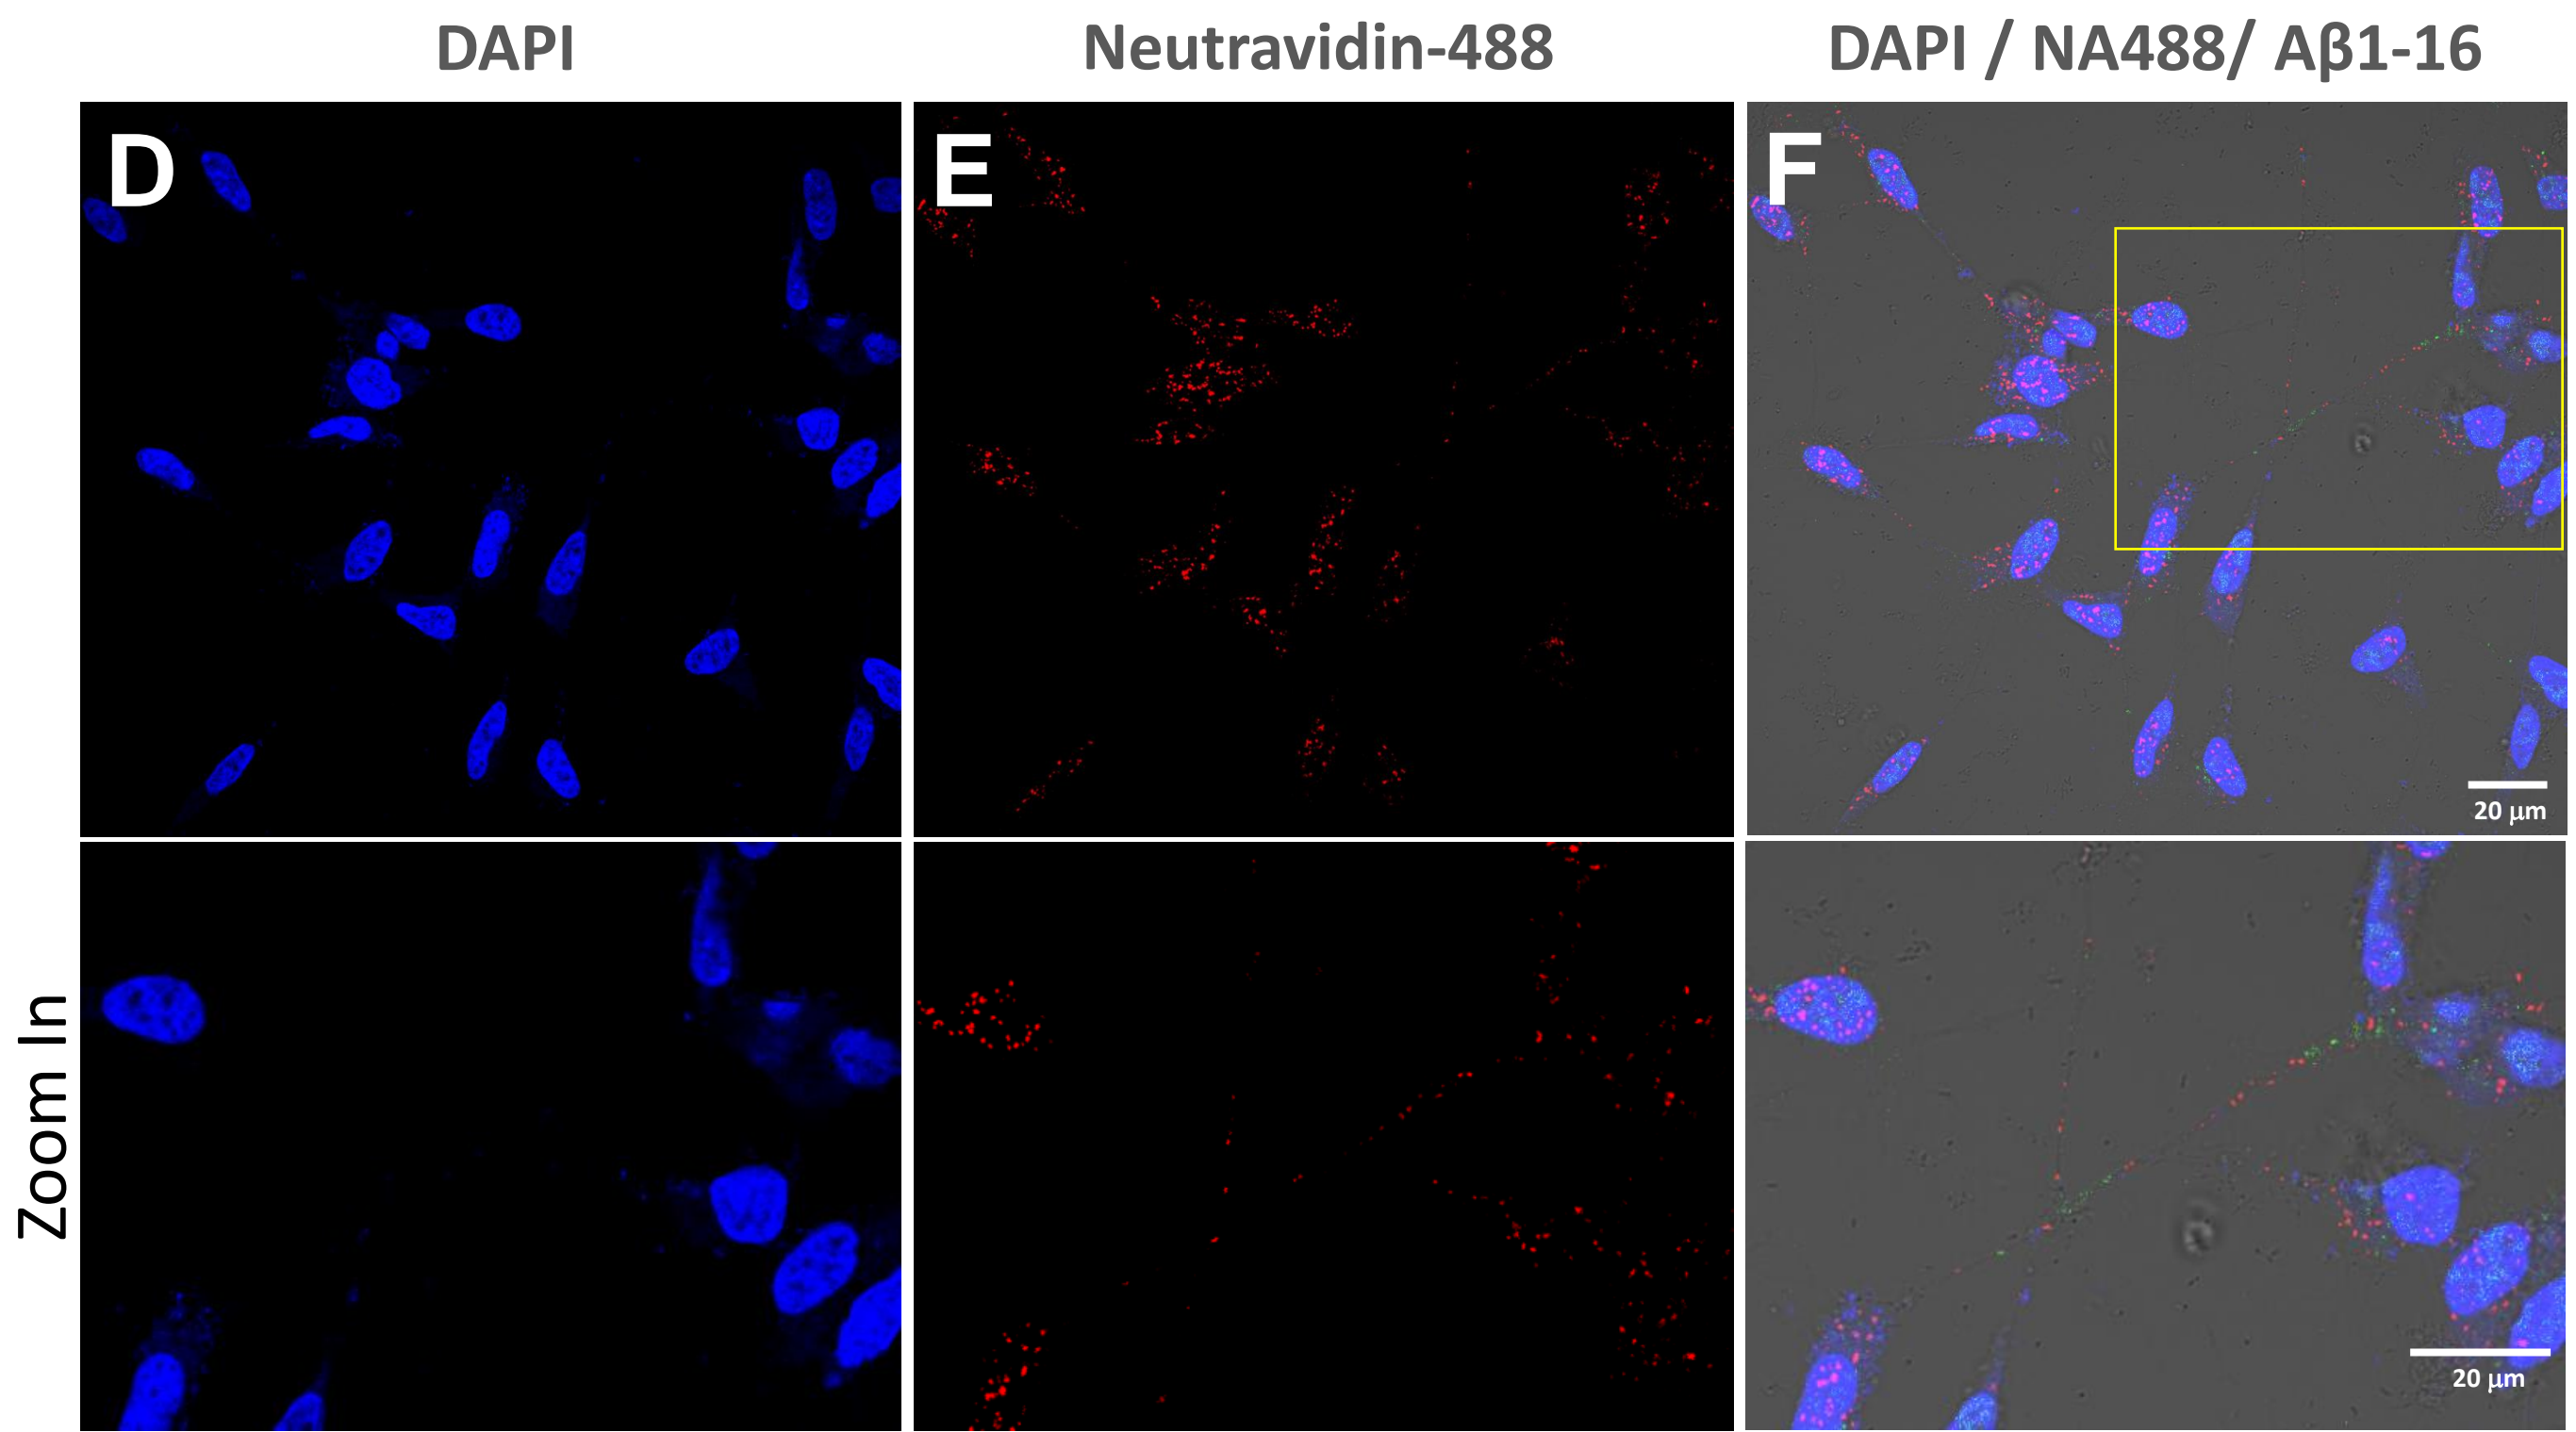 DAPI
Neutravidin-488
DAPI / NA488/ Aβ1-16
D
E
F
20 µm
Zoom In
20 µm